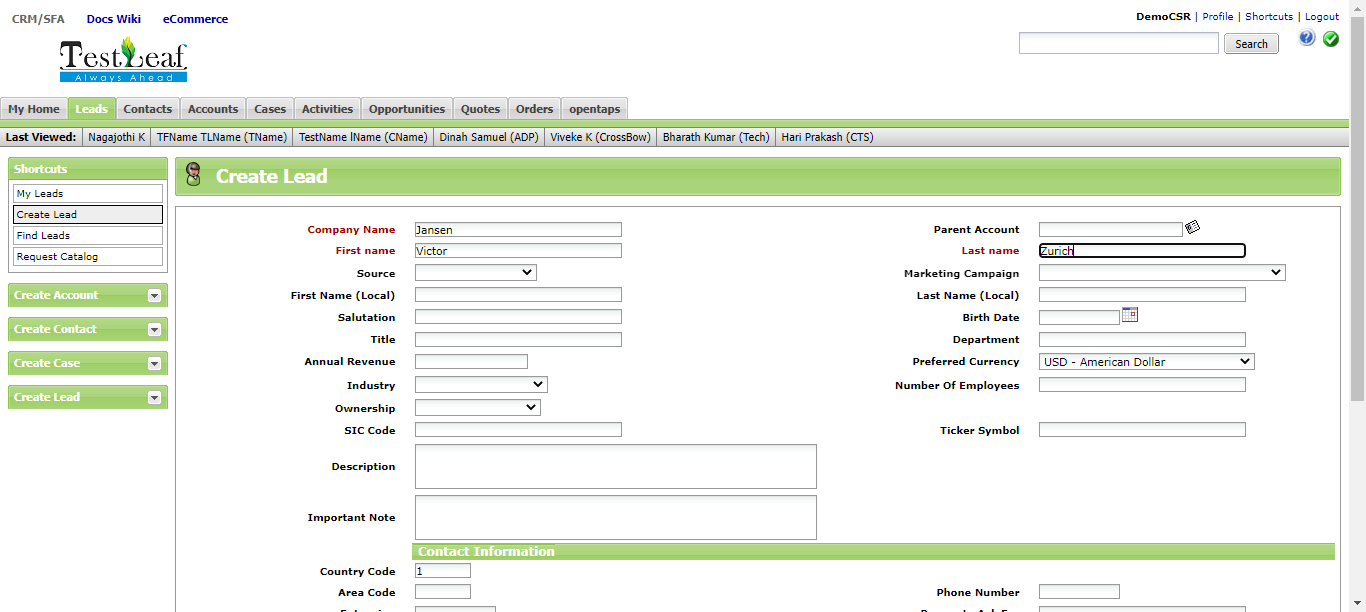 CRM/SFA Docs Wiki eCommerce
DemoCSR | Profile | Shortcuts | Logout
TestLeaf
Always Ahead
Search
My Home Leads Contacts Accounts Cases Activities Opportunities Quotes Orders opentaps
Last Viewed: Nagajothi K TFName TLName (TName) TestName lName (CName) Dinah Samuel (ADP) Viveke K (CrossBow) Bharath Kumar (Tech) Hari Prakash (CTS)
Shortcuts
My Leads
Create Lead
Find Leads
Request Catalog
Create Account
Create Contact
Create Case
Create Lead
Create Lead
Company Name Jansen Parent Account
First name Victor Last name Zurich
Source Marketing Campaign
First Name (Local) Last Name (Local)
Salutation Birth Date
Title Department
Annual Revenue Preferred Currency USD - American Dollar
Industry Number Of Employees
Ownership
SIC Code Ticker Symbol
Description
Important Note
Contact Information
Country Code 1
Area Code Phone Number